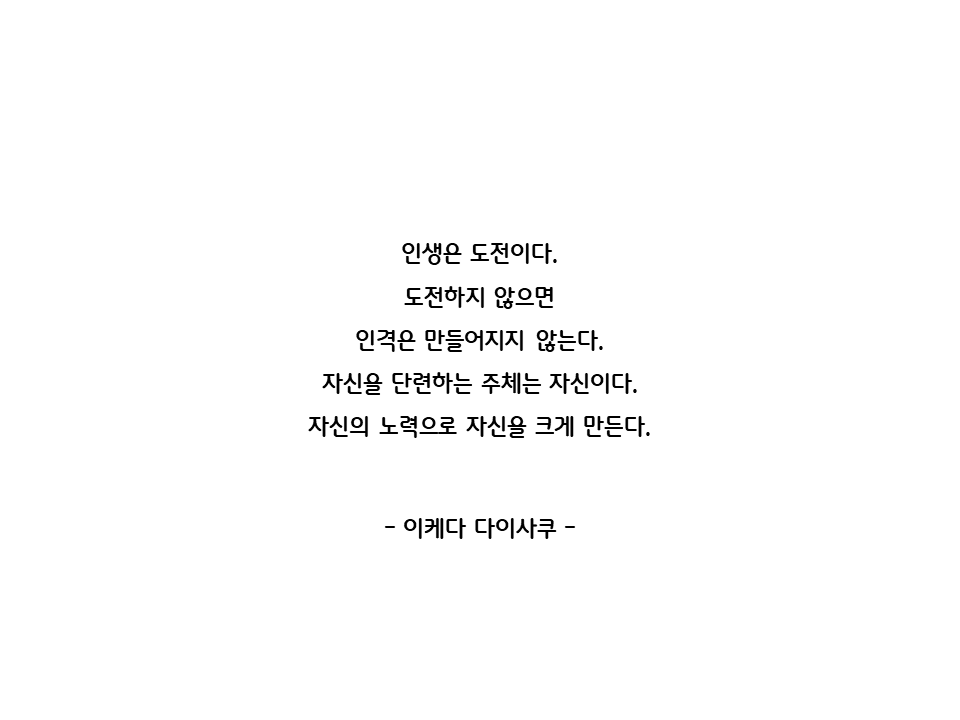 인생은 도전이다.
도전하지 않으면
인격은 만들어지지 않는다.
자신을 단련하는 주체는 자신이다.
자신의 노력으로 자신을 크게 만든다.
- 이케다 다이사쿠 -